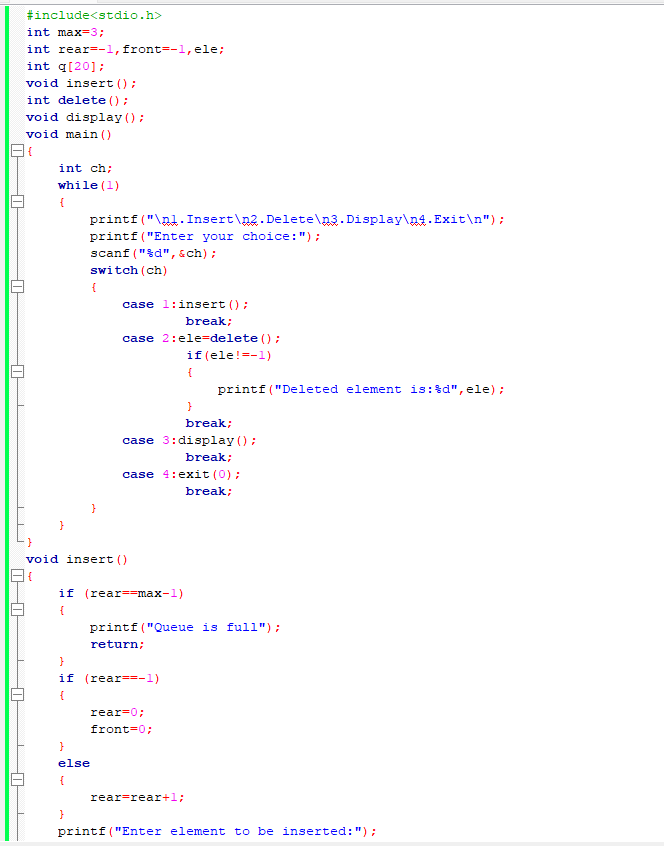 #include<stdio.h>
int max=3;
int rear=-1,front=-1,ele;
int q[20];
void insert();
int delete();
void display();
void main()
{
    int ch;
    while(1)
    {
        printf("\n1.Insert\n2.Delete\n3.Display\n4.Exit\n");
        printf("Enter your choice:");
        scanf("%d",&ch);
        switch(ch)
        {
            case 1:insert();
                    break;
            case 2:ele=delete();
                    if(ele!=-1)
                    {
                        printf("Deleted element is:%d",ele);
                    }
                    break;
            case 3:display();
                    break;
            case 4:exit(0);
                    break;
        }
    }
}
void insert()
{
    if (rear==max-1)
    {
        printf("Queue is full");
        return;
    }
    if (rear==-1)
    {
        rear=0;
        front=0;
    }
    else
    {
        rear=rear+1;
    }
    printf("Enter element to be inserted:");